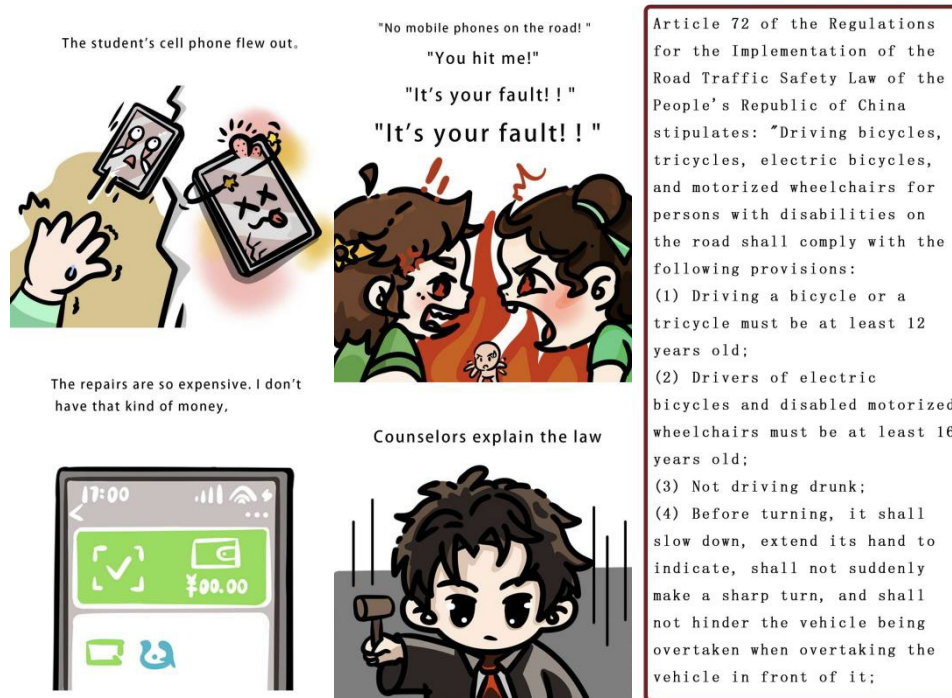 The student's cell phone flew out。
"No mobile phones on the road! "
"You hit me!"
"It's your fault! ! "
"It's your fault! ! "
The repairs are so expensive. I don't
have that kind of money,
17:00
¥00.00
Counselors explain the law
Article 72 of the Regulations
for the Implementation of the
Road Traffic Safety Law of the
People's Republic of China
stipulates: "Driving bicycles,
tricycles, electric bicycles,
and motorized wheelchairs for
persons with disabilities on
the road shall comply with the
following provisions:
(1) Driving a bicycle or a
tricycle must be at least 12
years old;
(2) Drivers of electric
bicycles and disabled motorized
wheelchairs must be at least 16
years old;
(3) Not driving drunk;
(4) Before turning, it shall
slow down, extend its hand to
indicate, shall not suddenly
make a sharp turn, and shall
not hinder the vehicle being
overtaken when overtaking the
vehicle in front of it;